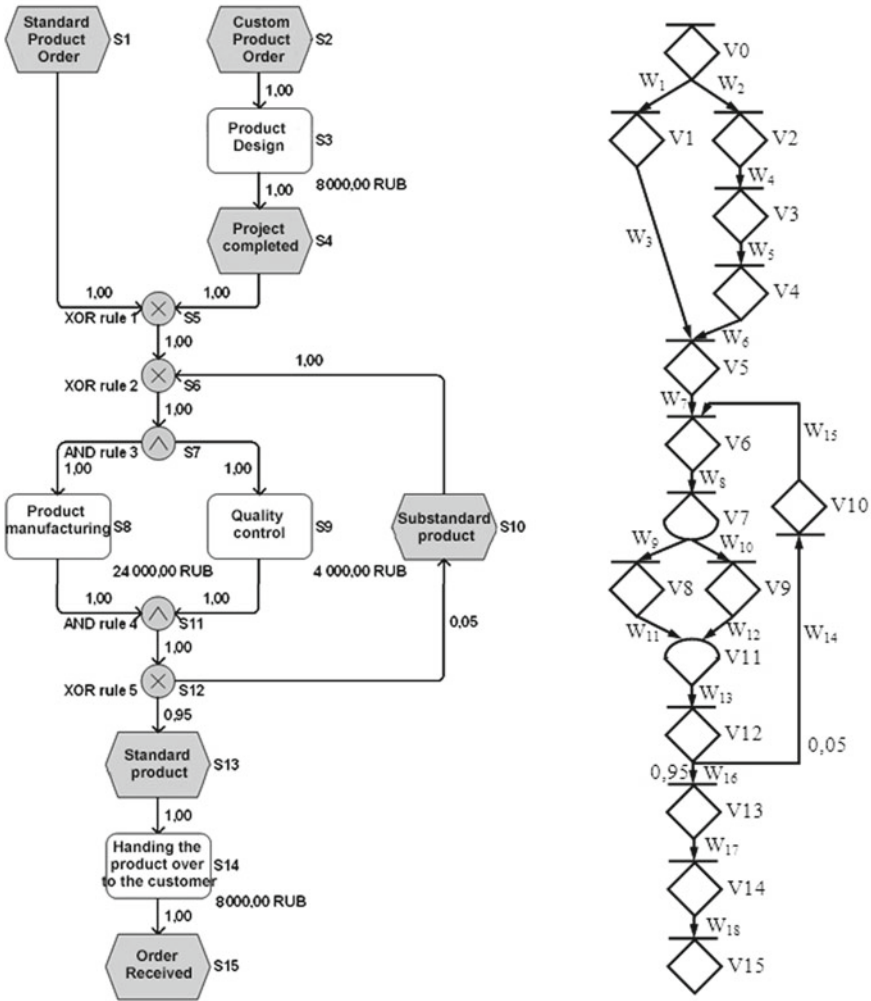 Standard
Product
Order
S1
Custom
Product
Order
S2
1,00
Product
Design
S3
8000,00 RUB
1,00
Project
completed
S4
1,00
1,00
XOR rule 1
S5
1,00
XOR rule 2
S6
1,00
1,00
AND rule 3
S7
1,00
1,00
Product
manufacturing
S8
24 000,00 RUB
Quality
control
S9
4 000,00 RUB
Substandard
product
S10
1,00
1,00
AND rule 4
S11
0,05
1,00
XOR rule 5
S12
0,95
Standard
product
S13
1,00
Handing the
product over
to the customer
S14
8000,00 RUB
1,00
Order
Received
S15
V0
W1
W2
V1
V2
W4
V3
W3
W5
V4
W6
V5
W7
W15
V6
W8
V10
V7
W9
W10
V8
V9
W11
W12
W14
V11
W13
V12
0,05
0,95
W16
V13
W17
V14
W18
V15